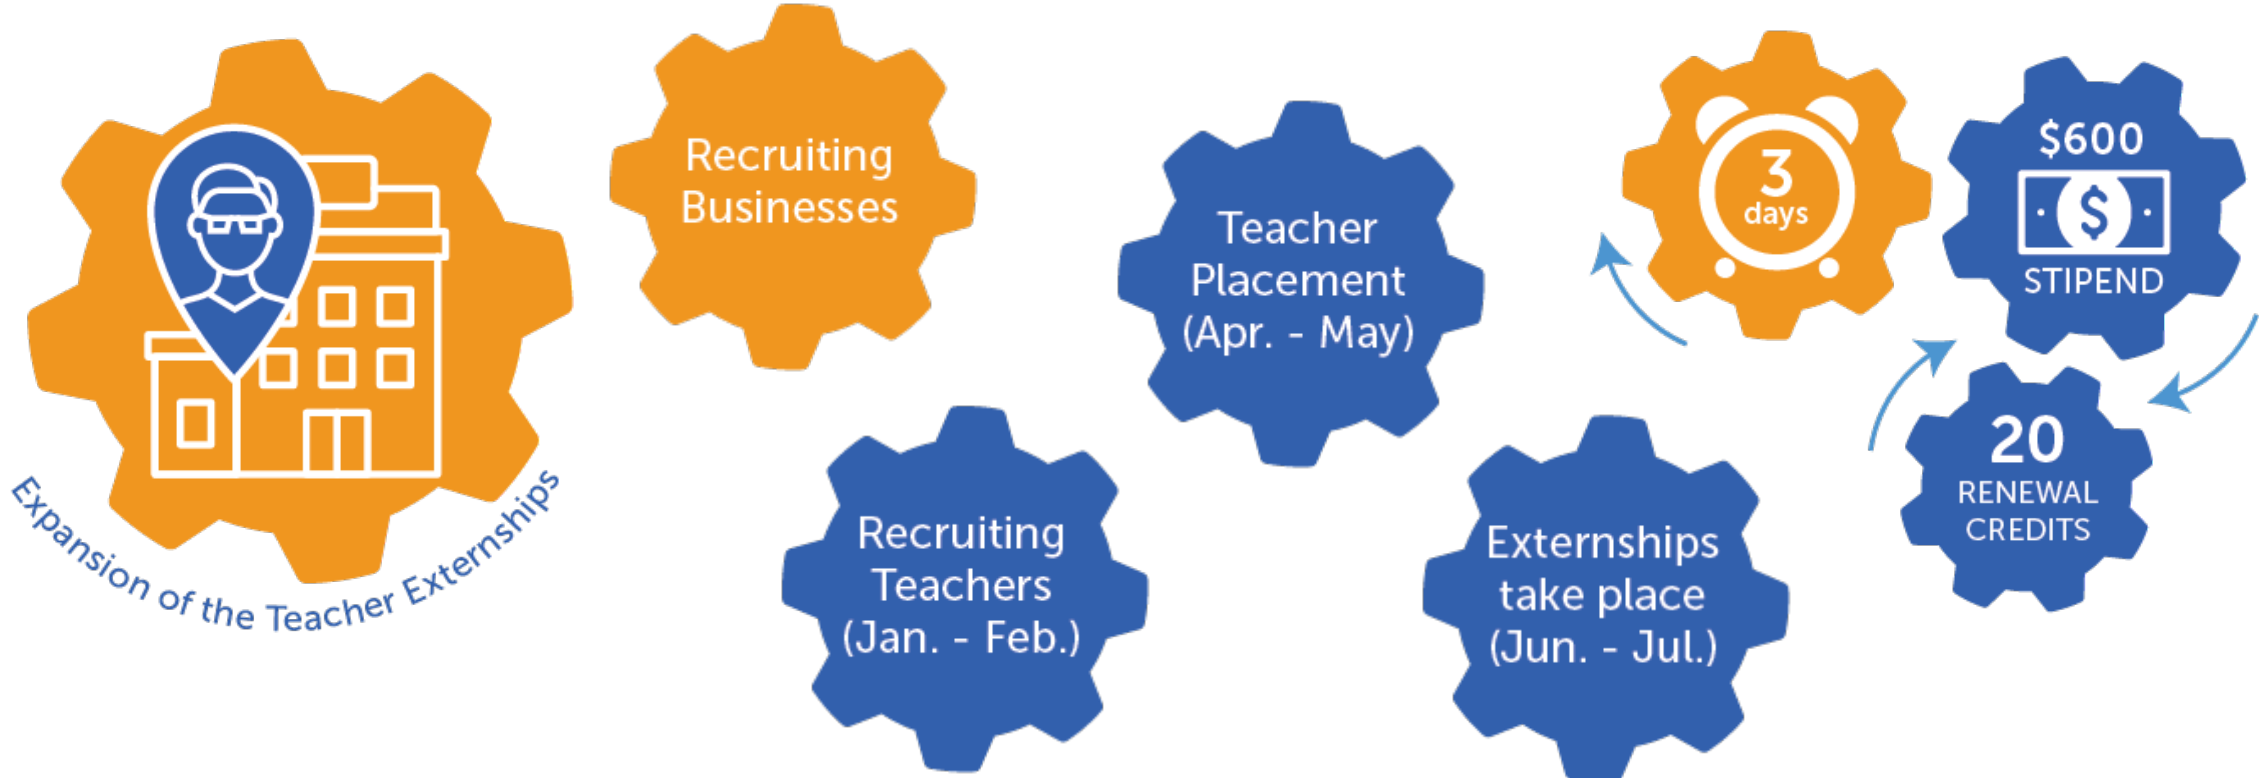 Expansion of the Teacher Externships
Recruiting
Businesses
Recruiting
Teachers
(Jan. - Feb.)
Teacher
Placement
(Apr. - May)
Externships
take place
(Jun. - Jul.)
3
days
$600
$
STIPEND
20
RENEWAL
CREDITS